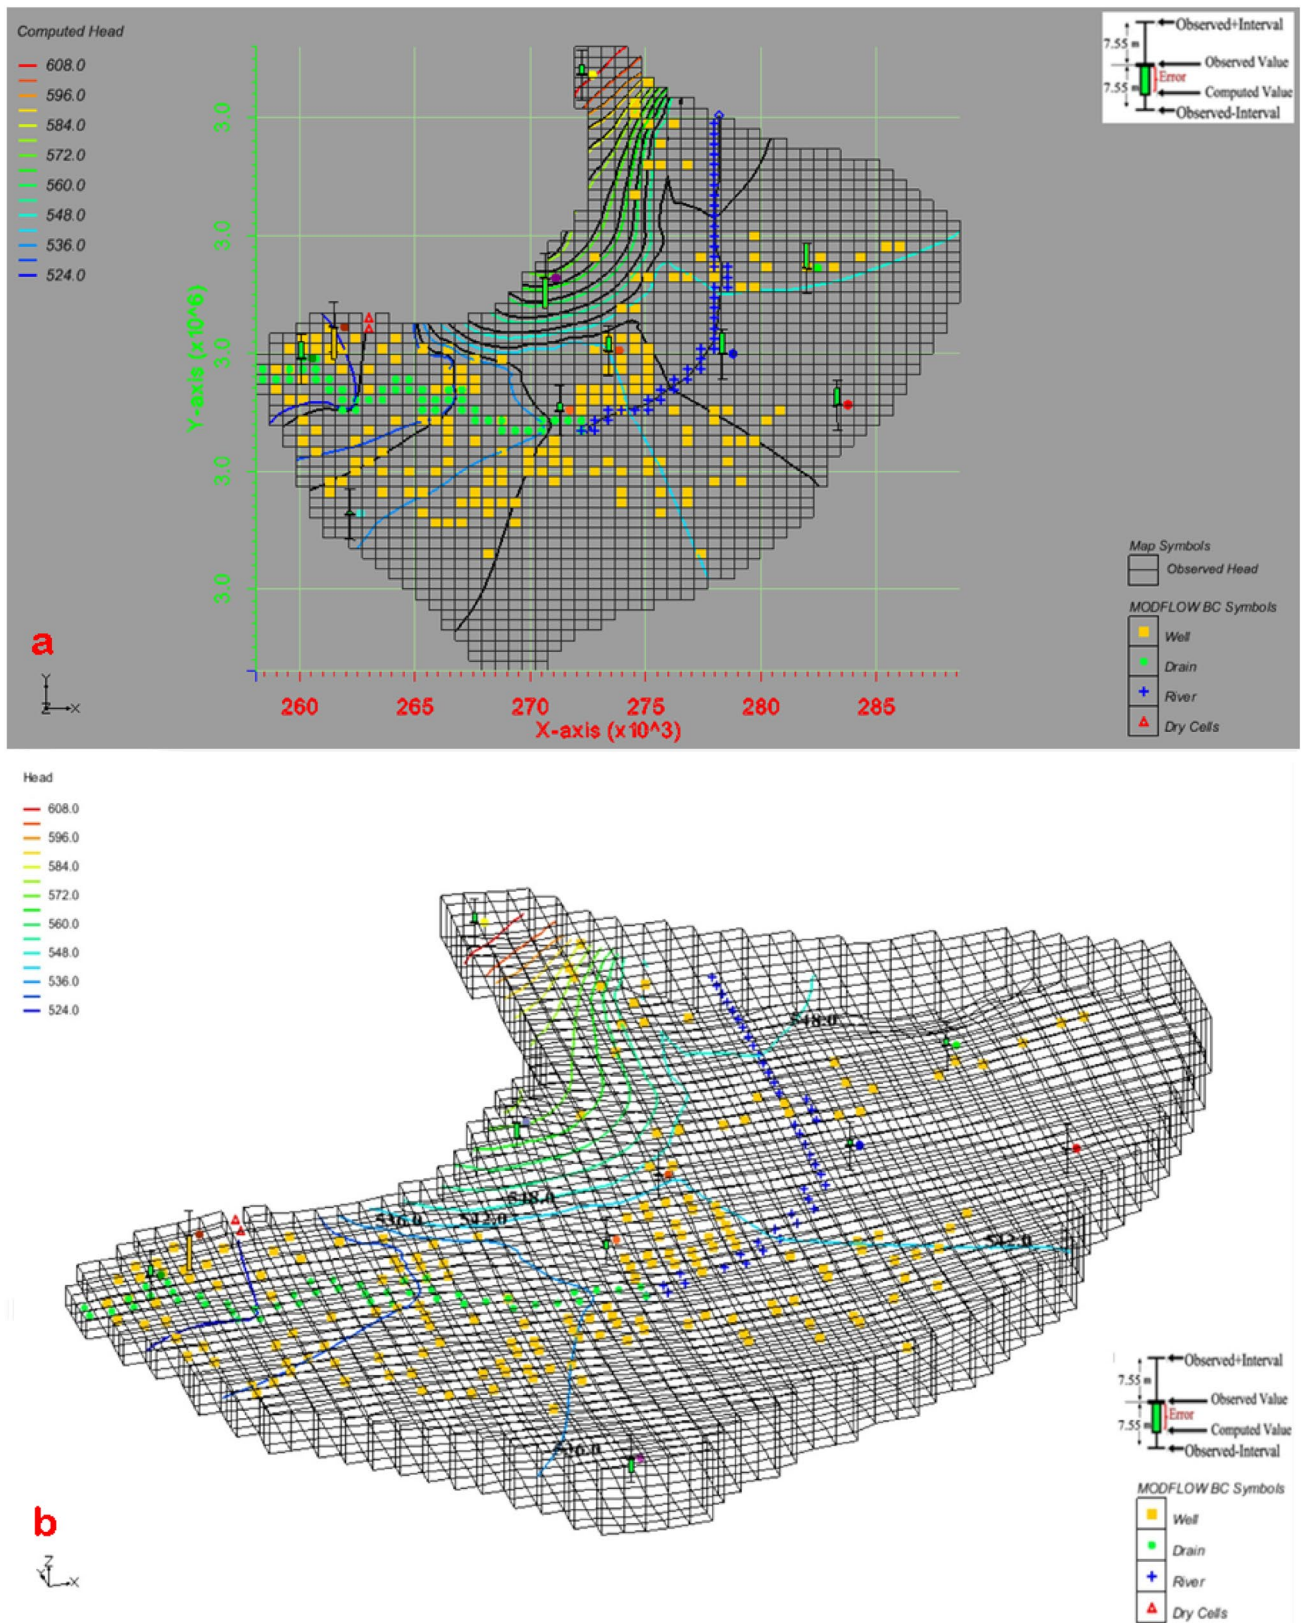 Computed Head
608.0
596.0
584.0
572.0
560.0
548.0
536.0
524.0
Observed+Interval
7.55 m
Observed Value
Error
7.55 m
Computed Value
Observed-Interval
3.0
3.0
3.0
3.0
3.0
Y-axis (x10^6)
260
265
270
275
280
285
X-axis (x10^3)
Map Symbols
Observed Head
MODFLOW BC Symbols
Well
Drain
River
Dry Cells
a
Y
Z
X
Head
608.0
596.0
584.0
572.0
560.0
548.0
536.0
524.0
548.0
548.0
536.0
542.0
542.0
Observed+Interval
7.55 m
Observed Value
Error
7.55 m
Computed Value
Observed-Interval
MODFLOW BC Symbols
Well
Drain
River
Dry Cells
b
Z
Y
X